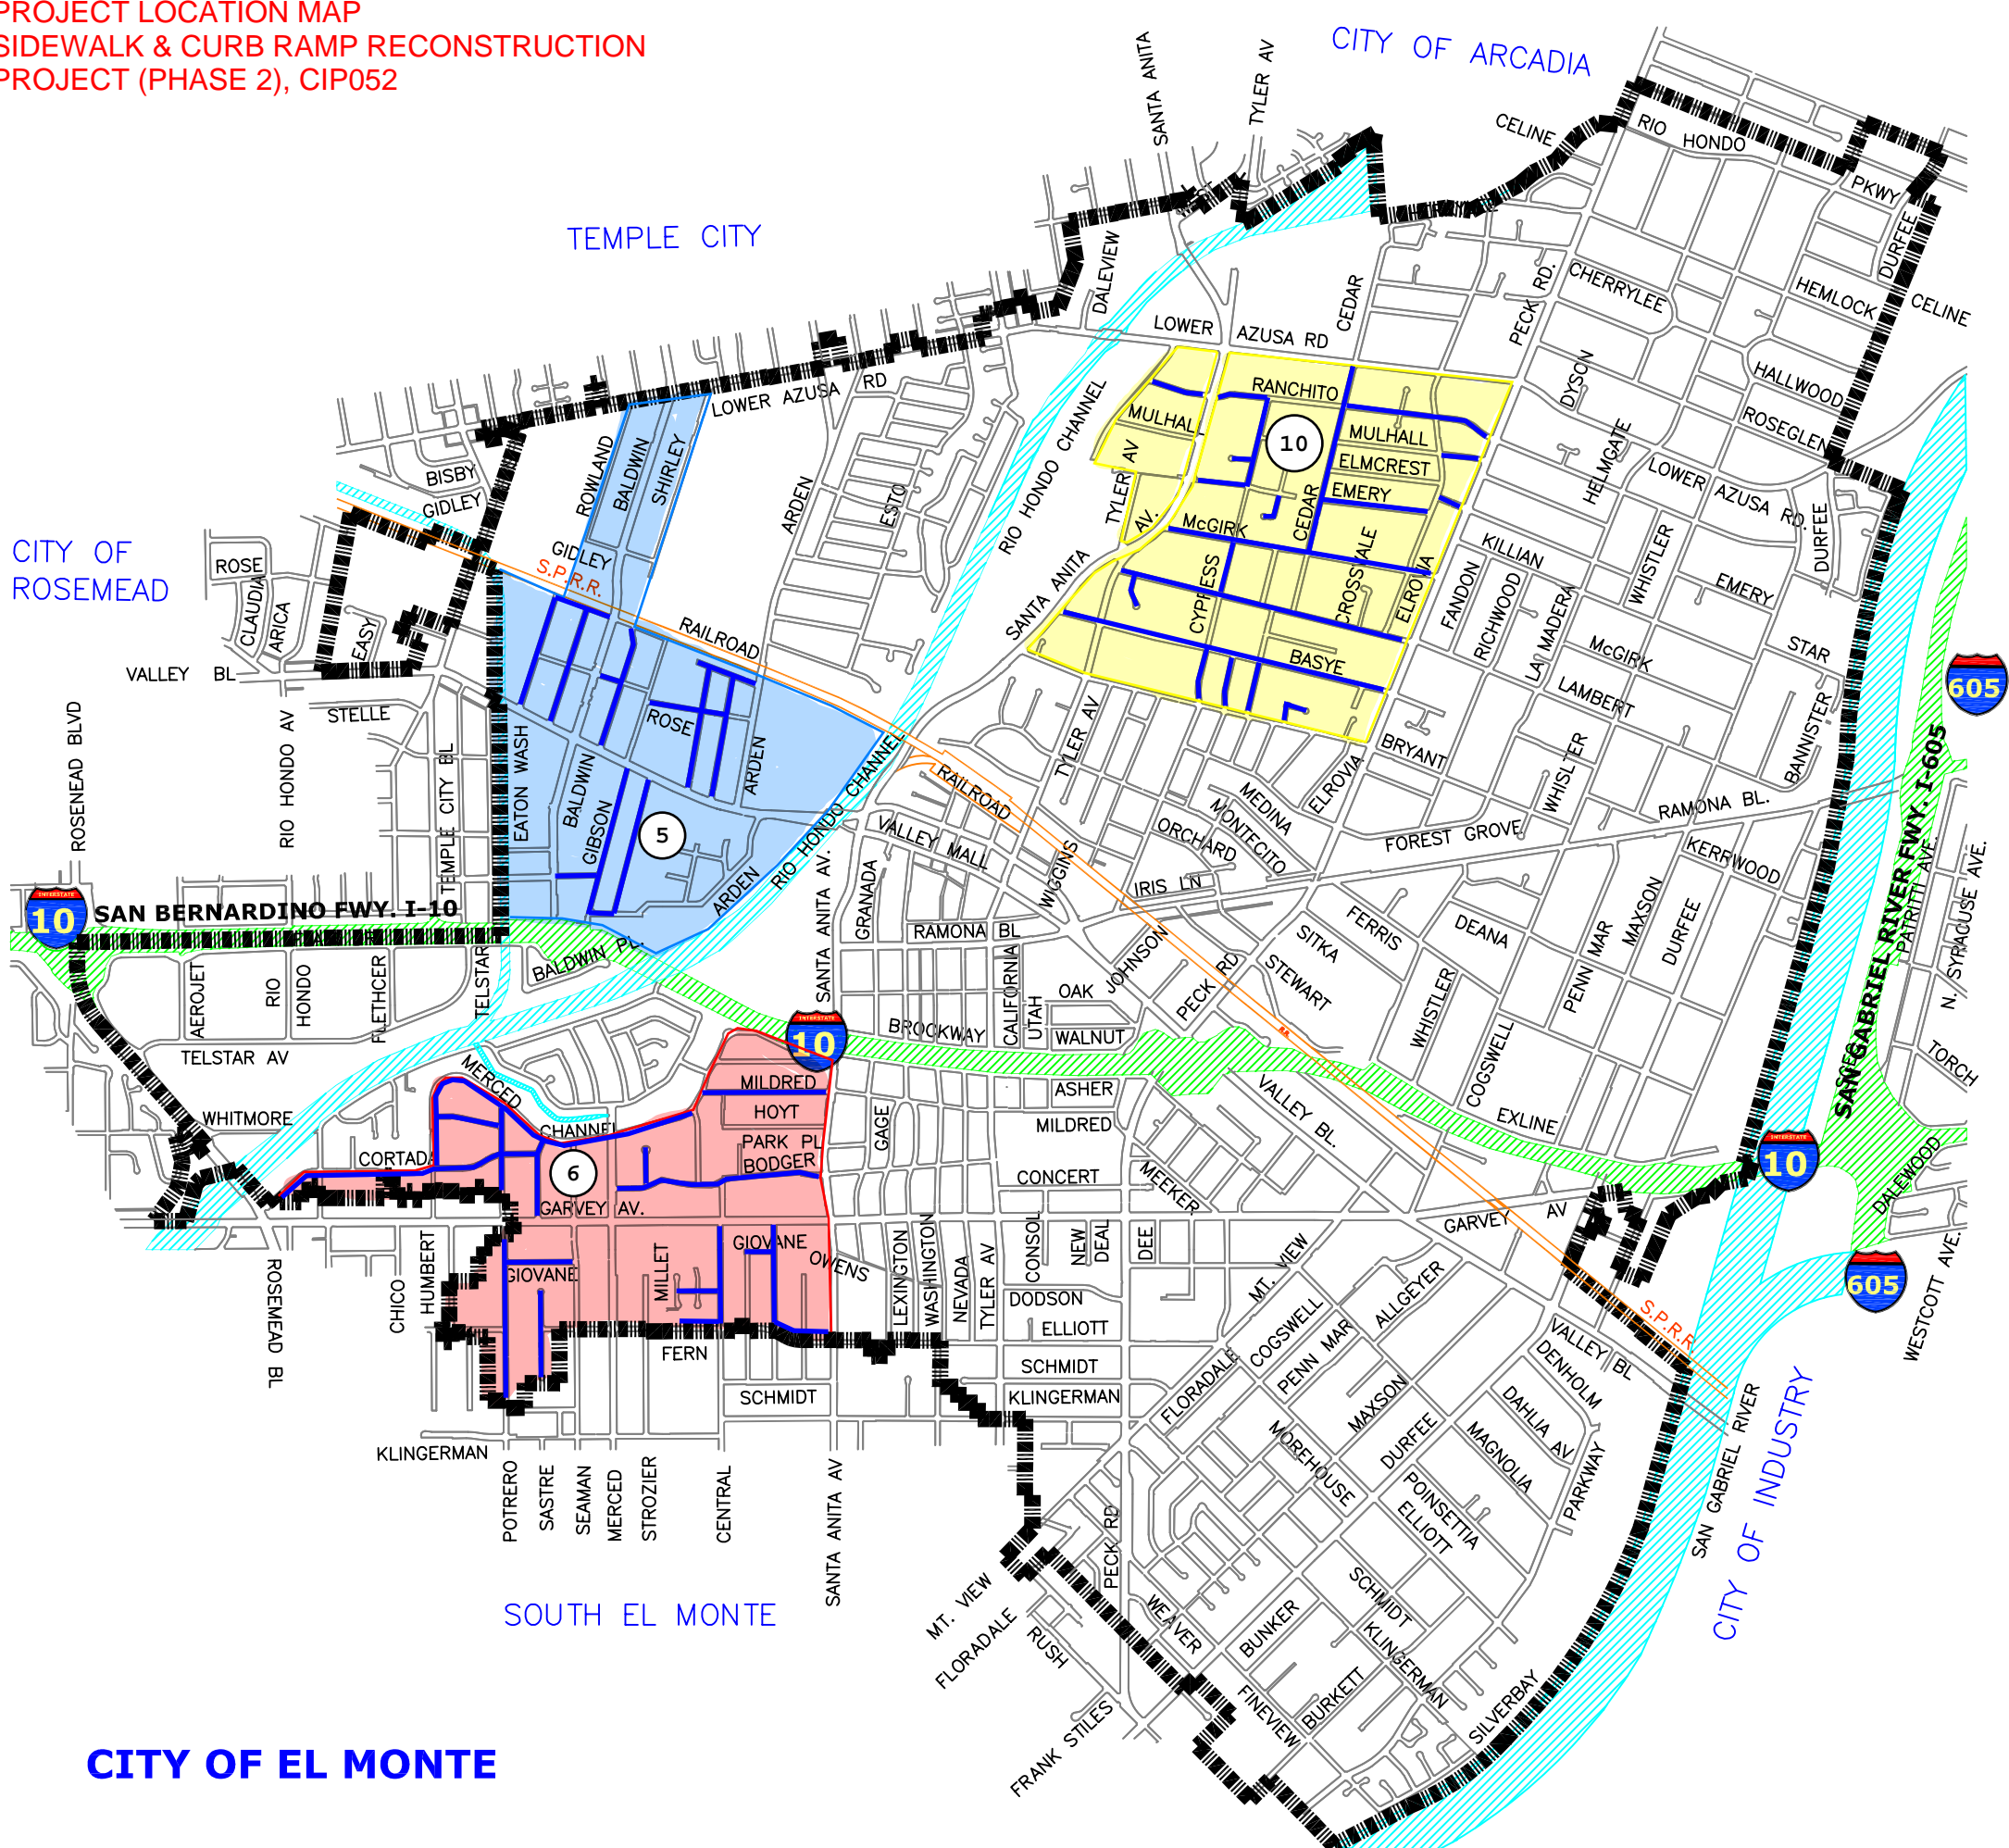 PROJECT LOCATION MAP
SIDEWALK & CURB RAMP RECONSTRUCTION
PROJECT (PHASE 2), CIP052
CITY OF ARCADIA
SANTA ANITA
TYLER AV
CELINE
RIO HONDO
PKWY
DURFEE
TEMPLE CITY
DALEVIEW
CEDAR
PECK RD.
CHERRYLEE
HEMLOCK
CELINE
LOWER AZUSA RD
LOWER AZUSA RD
RANCHITO
MULHALL
MULHALL
10
ELMCREST
EMERY
DYSON
HALLWOOD
ROSEGLEN
HELMGATE
LOWER AZUSA RD.
DURFEE
BISBY
GIDLEY
ROWLAND
BALDWIN
SHIRLEY
ARDEN
ESTO
RIO HONDO CHANNEL
TYLER AV
AV.
SANTA ANITA
McGIRK
CEDAR
CYPRESS
CROSSVALE
ELROVIA
KILLIAN
FANDON
RICHWOOD
LA MADERA
WHISTLER
EMERY
STAR
McGIRK
LAMBERT
BASYE
CITY OF
ROSEMEAD
ROSE
CLAUDIA
ARICA
EASY
GIDLEY
S.P.R.R.
RAILROAD
VALLEY BL
STELLE
ROSENEAD BLVD
RIO HONDO AV
TEMPLE CITY BL
EATON WASH
BALDWIN
GIBSON
ROSE
ARDEN
5
ARDEN
RIO HONDO CHANNEL
RAILROAD
TYLER AV
VALLEY MALL
WIGGINS
MEDINA
MONTECITO
ORCHARD
ELROVIA
BRYANT
WHISLTER
BANNISTER
RAMONA BL.
FOREST GROVE
KERRWOOD
IRIS LN
605
SAN GABRIEL RIVER FWY. I-605
PATRITTI AVE.
N. SYRACUSE AVE.
10
SAN BERNARDINO FWY. I-10
AEROJET
RIO
HONDO
FLETHCER
TELSTAR
BALDWIN PL.
SANTA ANITA AV.
GRANADA
RAMONA BL
CALIFORNIA
UTAH
OAK
WALNUT
BROCKWAY
JOHNSON
PECK RD
STEWART
SITKA
FERRIS
DEANA
WHISTLER
COGSWELL
PENN MAR
MAXSON
DURFEE
TELSTAR AV
WHITMORE
MERCED
CHANNEL
CORTADA
10
MILDRED
HOYT
PARK PL
BODGER
6
GARVEY AV.
GAGE
ASHER
MILDRED
CONCERT
MEEKER
VALLEY BL.
EXLINE
GARVEY AV
10
TORCH
DALEWOOD
WESTCOTT AVE.
605
ROSEMEAD BL
CHICO
HUMBERT
GIOVANE
GIOVANE
MILLET
OWENS
FERN
LEXINGTON
WASHINGTON
NEVADA
TYLER AV
CONSOL
NEW
DEAL
DEE
DODSON
ELLIOTT
SCHMIDT
SCHMIDT
KLINGERMAN
KLINGERMAN
MT. VIEW
COGSWELL
FLORADALE
PENN MAR
ALLGEYER
MAXSON
DURFEE
MOREHOUSE
S.P.R.R
VALLEY BL
DENHOLM
DAHLIA AV
MAGNOLIA
PARKWAY
POINSETTIA
ELLIOTT
SAN GABRIEL RIVER
CITY OF INDUSTRY
POTRERO
SASTRE
SEAMAN
MERCED
STROZIER
CENTRAL
SANTA ANITA AV
SOUTH EL MONTE
PECK RD
MT. VIEW
FLORADALE
RUSH
WEAVER
BUNKER
SCHMIDT
KLINGERMAN
FINEVIEW
BURKETT
SILVERBAY
FRANK STILES
CITY OF EL MONTE